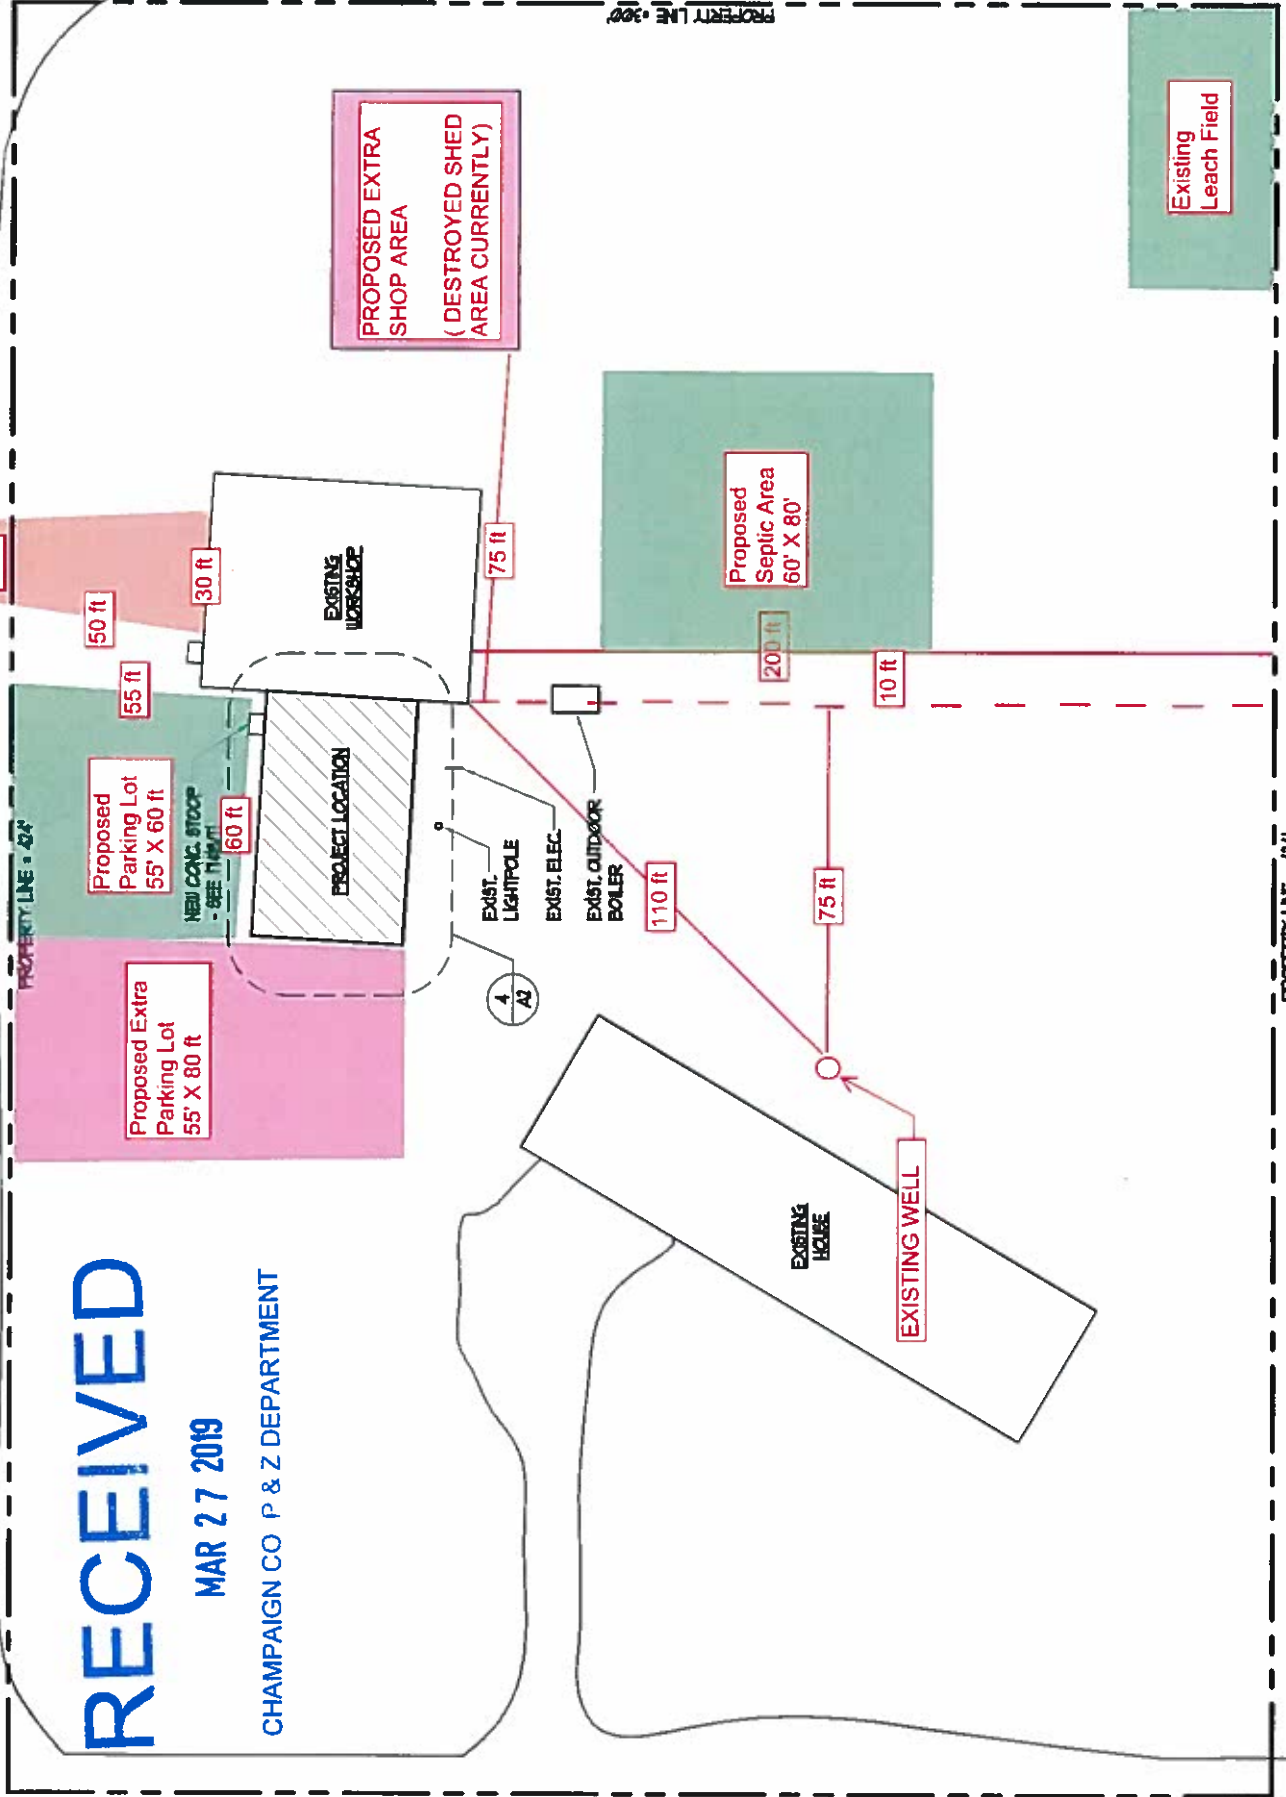 RECEIVED
MAR 27 2019
CHAMPAIGN CO P & Z DEPARTMENT
PROPERTY LINE = 424'
Proposed Extra
Parking Lot
55' X 80 ft
Proposed
Parking Lot
55' X 60 ft
NEW CONC. STOOP
60 ft
55 ft
50 ft
30 ft
PROJECT LOCATION
EXISTING
WORKSHOP
75 ft
PROPOSED EXTRA
SHOP AREA
( DESTROYED SHED
AREA CURRENTLY)
PROPERTY LINE = 300'
4
A2
EXIST.
LIGHTPOLE
EXIST. ELEC.
EXIST. OUTDOOR
BOILER
110 ft
75 ft
200 ft
10 ft
Proposed
Septic Area
60' X 80'
Existing
Leach Field
EXISTING
HOUSE
EXISTING WELL